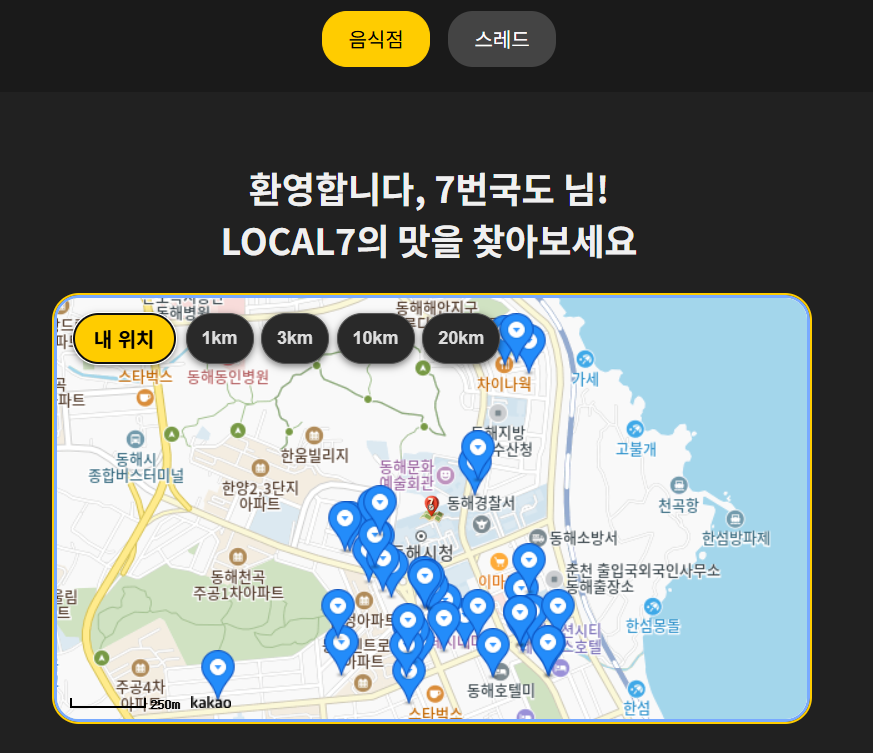 음식점
스레드
환영합니다, 7번국도 님!
LOCAL7의 맛을 찾아보세요
내 위치
1km
3km
10km
20km
동해병원
동해해안지구
스타벅스
동해동인병원
차이나웍
가세
아파트
동해시
종합버스터미널
한움빌리지
한양2,3단지
아파트
동해문화
예술회관
동해지방
수산청
고불개
천곡항
한섬방파제
동해경찰서
동해시청
동해소방서
이마
춘천 출입국외국인사무소
동해출장소
동해천곡
주공1차아파트
한섬몽돌
션시티
스호텔
아파트
주공4차
동해호텔미
스타벅스
한섬
250m
kakao